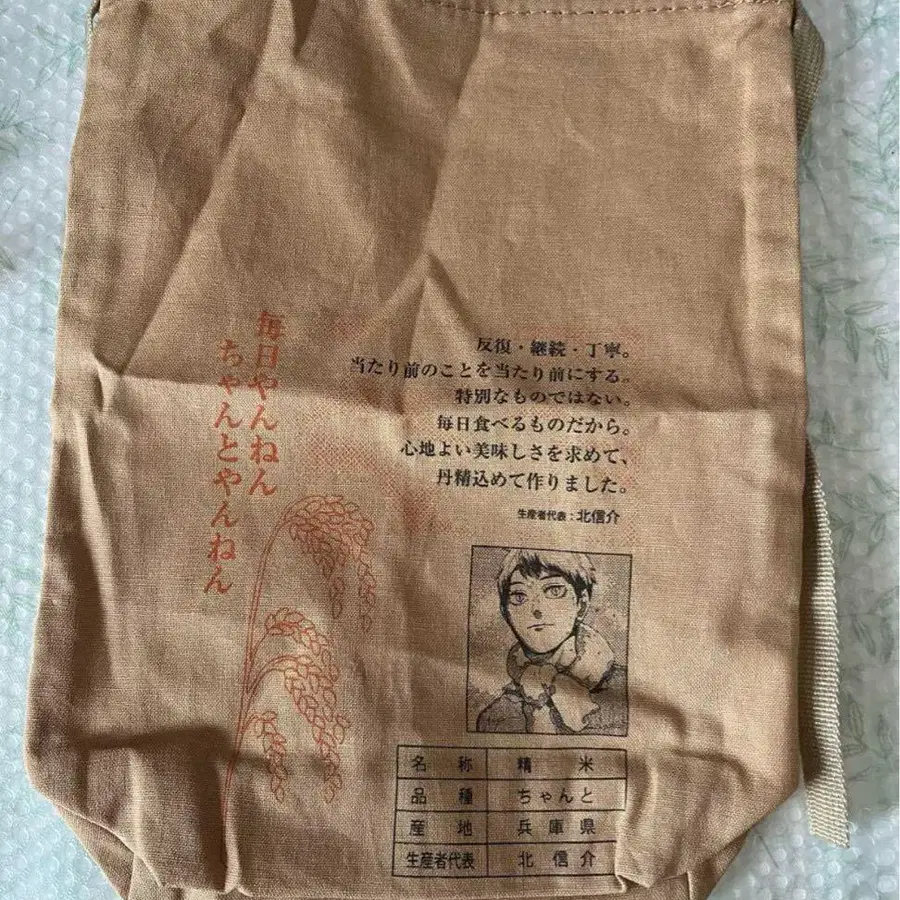 毎日やんねん
ちゃんとやんねん
反復・継続・丁寧。
当たり前のことを当たり前にする。
特別なものではない。
毎日食べるものだから。
心地よい美味しさを求めて、
丹精込めて作りました。
生産者代表：北信介
名称 精米
品種 ちゃんと
産地 兵庫県
生産者代表 北信介